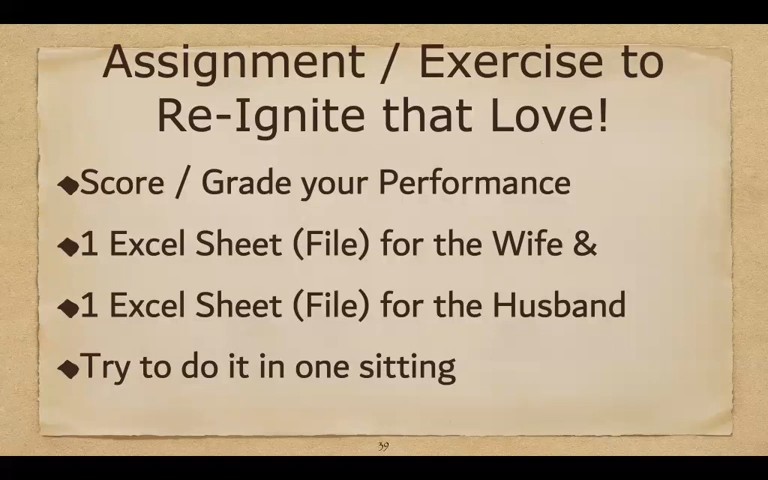 Assignment / Exercise to
Re-Ignite that Love!
Score / Grade your Performance
1 Excel Sheet (File) for the Wife &
1 Excel Sheet (File) for the Husband
Try to do it in one sitting
39